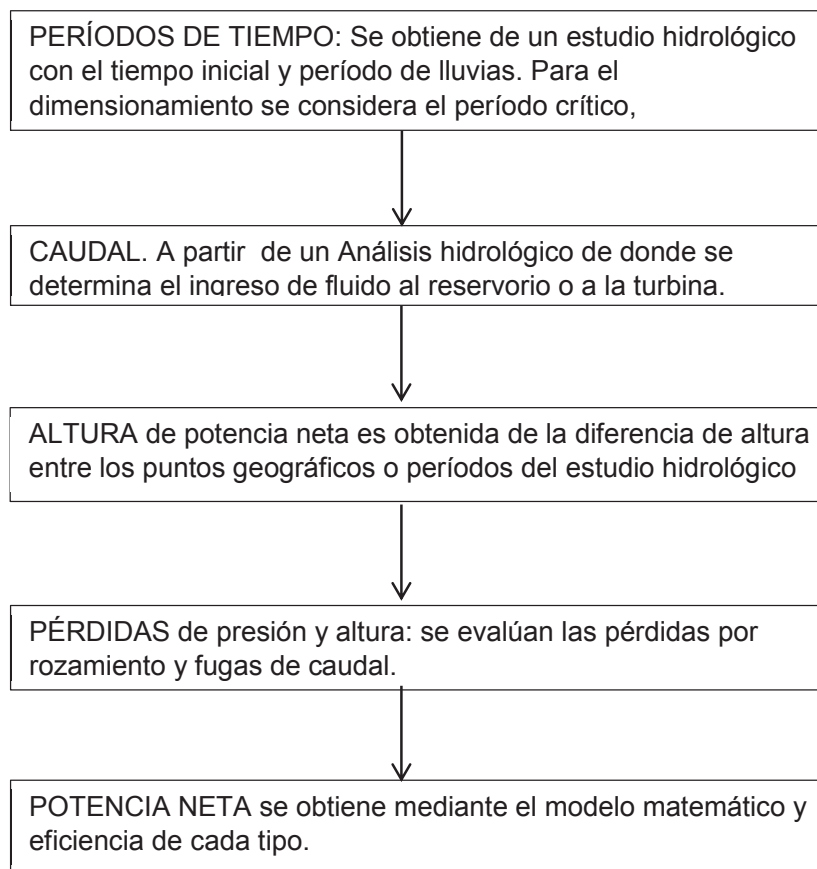 PERÍODOS DE TIEMPO: Se obtiene de un estudio hidrológico
con el tiempo inicial y período de lluvias. Para el
dimensionamiento se considera el período crítico,
CAUDAL. A partir de un Análisis hidrológico de donde se
determina el ingreso de fluido al reservorio o a la turbina.
ALTURA de potencia neta es obtenida de la diferencia de altura
entre los puntos geográficos o períodos del estudio hidrológico
PÉRDIDAS de presión y altura: se evalúan las pérdidas por
rozamiento y fugas de caudal.
POTENCIA NETA se obtiene mediante el modelo matemático y
eficiencia de cada tipo.